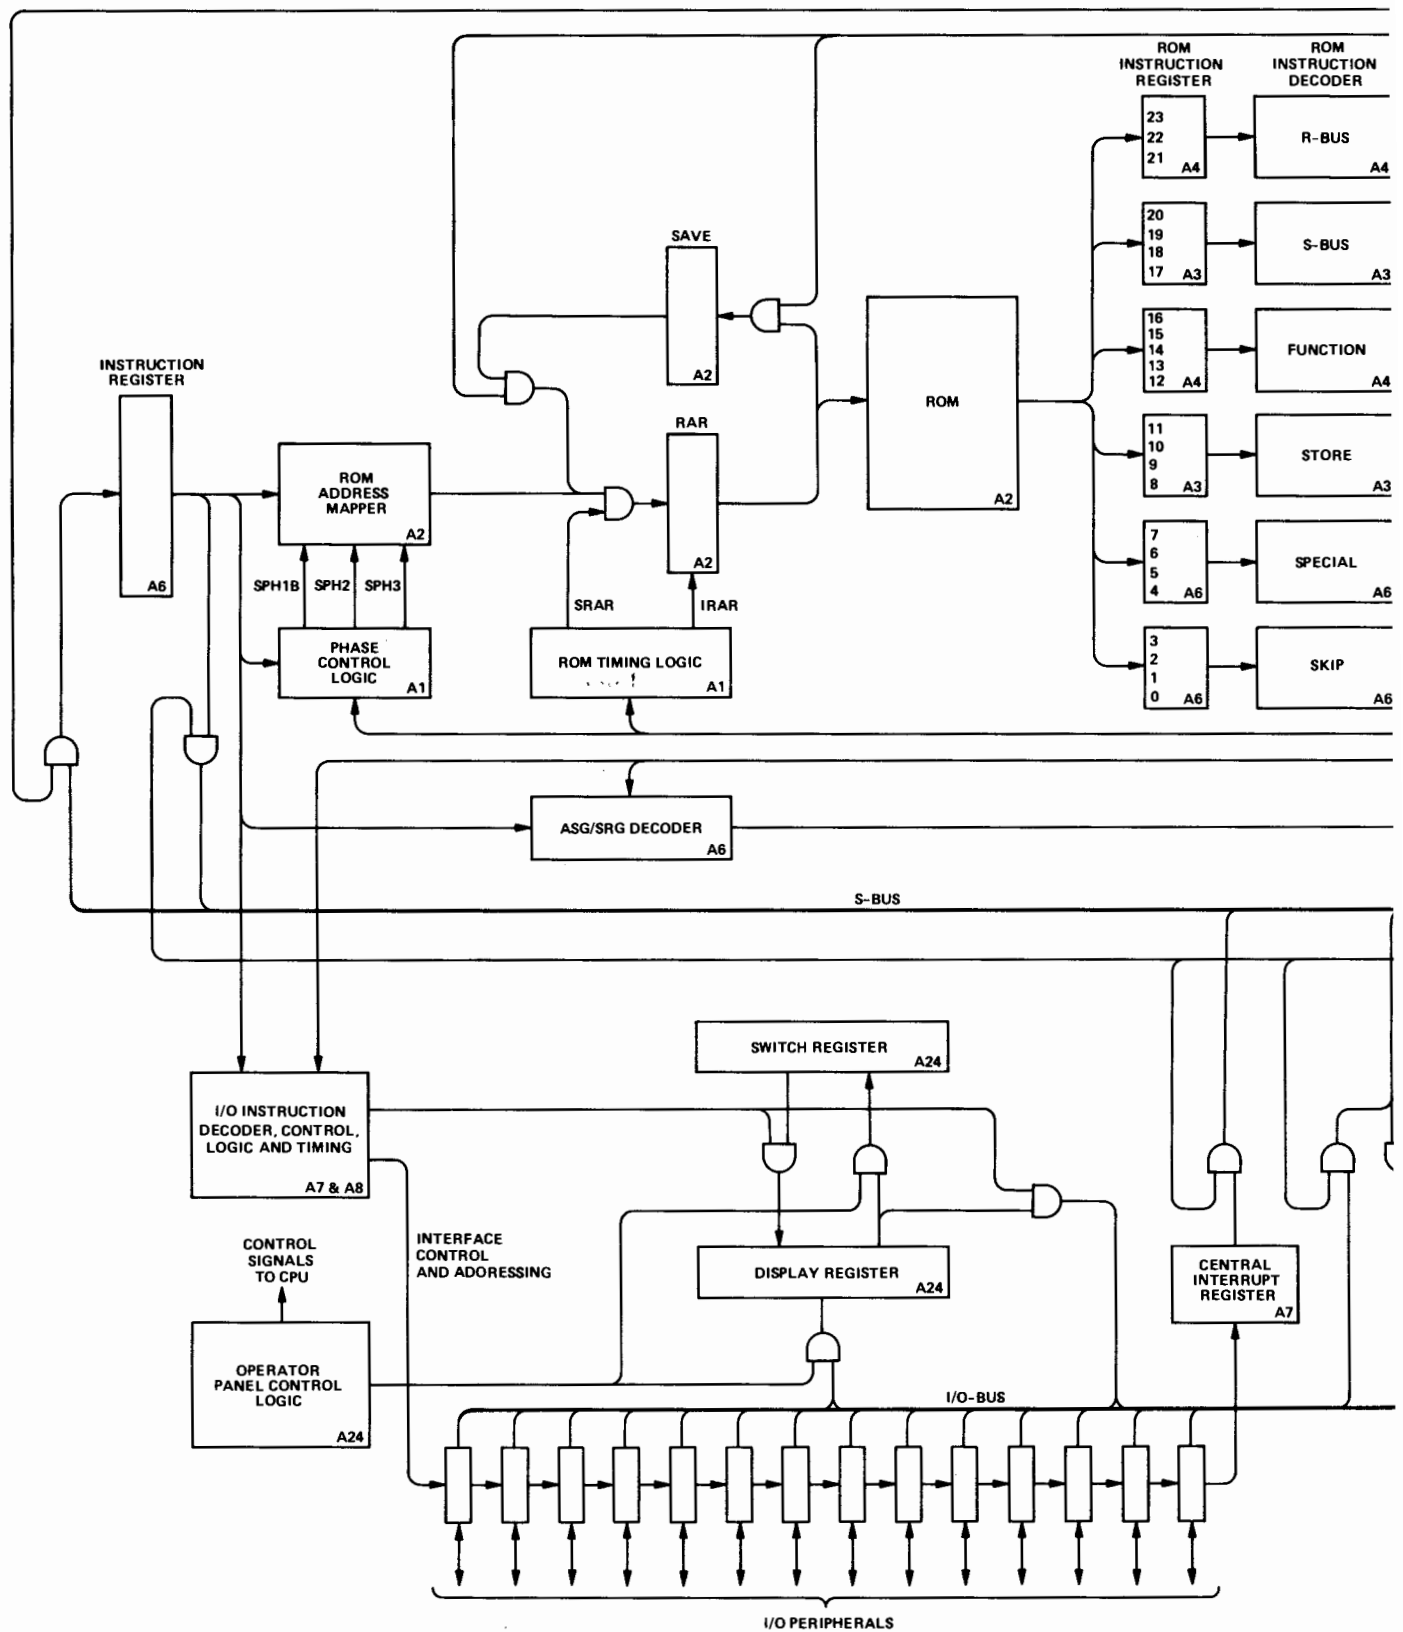 ROM
INSTRUCTION
REGISTER
ROM
INSTRUCTION
DECODER
23
22
21
A4
R-BUS
A4
20
19
18
17
A3
S-BUS
A3
16
15
14
13
12
A4
FUNCTION
A4
11
10
9
8
A3
STORE
A3
7
6
5
4
A6
SPECIAL
A6
3
2
1
0
A6
SKIP
A6
SAVE
A2
RAR
A2
ROM
A2
INSTRUCTION
REGISTER
A6
ROM
ADDRESS
MAPPER
A2
SPH1B
SPH2
SPH3
SRAR
IRAR
PHASE
CONTROL
LOGIC
A1
ROM TIMING LOGIC
A1
ASG/SRG DECODER
A6
S-BUS
SWITCH REGISTER
A24
I/O INSTRUCTION
DECODER, CONTROL,
LOGIC AND TIMING
A7 & A8
INTERFACE
CONTROL
AND ADORESSING
CONTROL
SIGNALS
TO CPU
DISPLAY REGISTER
A24
CENTRAL
INTERRUPT
REGISTER
A7
OPERATOR
PANEL CONTROL
LOGIC
A24
I/O-BUS
I/O PERIPHERALS